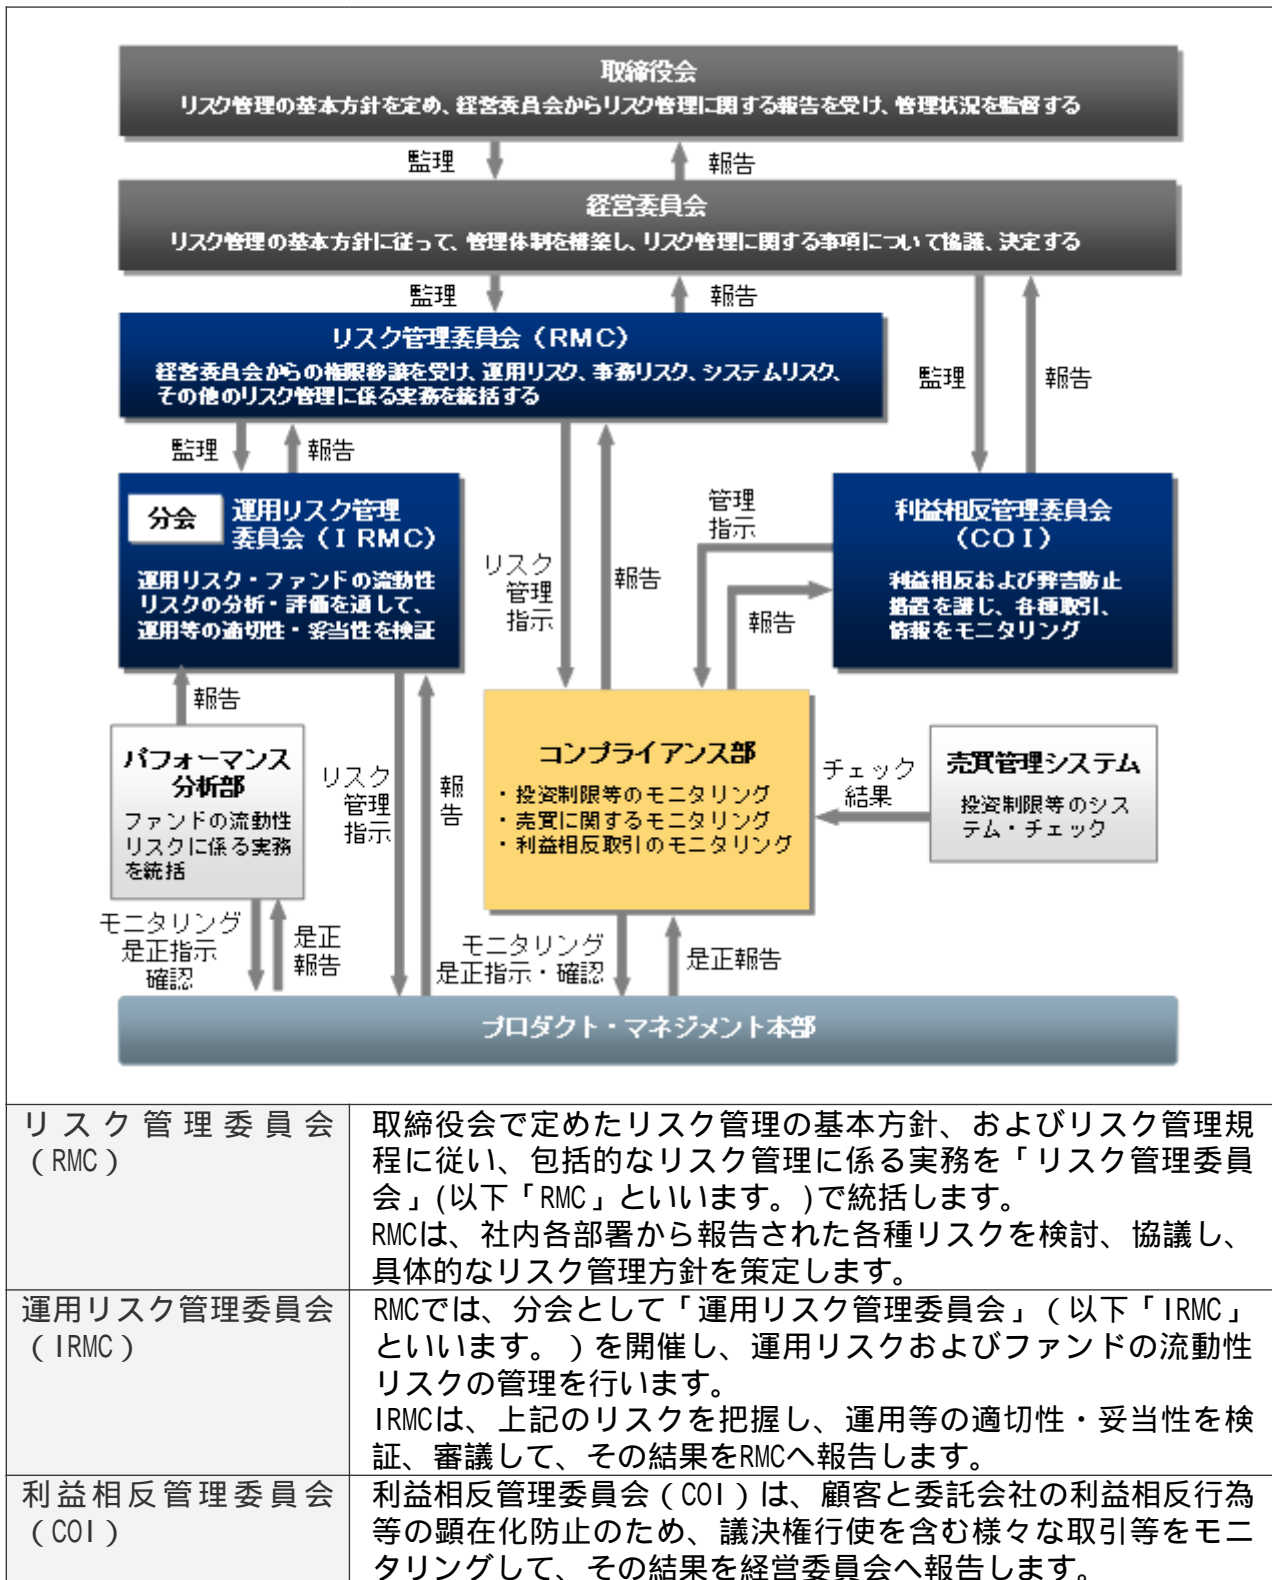 取締役会
リスク管理の基本方針を定め、経営委員会からリスク管理に関する報告を受け、管理状況を監督する
監理
報告
経営委員会
リスク管理の基本方針に従って、管理体制を構築し、リスク管理に関する事項について協議、決定する
監理
報告
監理
報告
リスク管理委員会（RMC）
経営委員会からの権限移譲を受け、運用リスク、事務リスク、システムリスク、
その他のリスク管理に係る実務を統括する
監理
報告
分会
運用リスク管理
委員会（IRMC）
運用リスク・ファンドの流動性
リスクの分析・評価を通して、
運用等の適切性・妥当性を検証
リスク
管理
指示
報告
管理
指示
報告
利益相反管理委員会
（COI）
利益相反および弊害防止
措置を講じ、各種取引、
情報をモニタリング
報告
パフォーマンス
分析部
ファンドの流動性
リスクに係る実務
を統括
リスク
管理
指示
報
告
コンプライアンス部
・投資制限等のモニタリング
・売買に関するモニタリング
・利益相反取引のモニタリング
チェック
結果
売買管理システム
投資制限等のシス
テム・チェック
モニタリング
是正指示
確認
是正
報告
モニタリング
是正指示・確認
是正報告
プロダクト・マネジメント本部
リスク管理委員会
（RMC）
取締役会で定めたリスク管理の基本方針、およびリスク管理規
程に従い、包括的なリスク管理に係る実務を「リスク管理委員
会」(以下「RMC」といいます。)で統括します。
RMCは、社内各部署から報告された各種リスクを検討、協議し、
具体的なリスク管理方針を策定します。
運用リスク管理委員会
（IRMC）
RMCでは、分会として「運用リスク管理委員会」（以下「IRMC」
といいます。）を開催し、運用リスクおよびファンドの流動性
リスクの管理を行います。
IRMCは、上記のリスクを把握し、運用等の適切性・妥当性を検
証、審議して、その結果をRMCへ報告します。
利益相反管理委員会
（COI）
利益相反管理委員会（COI）は、顧客と委託会社の利益相反行為
等の顕在化防止のため、議決権行使を含む様々な取引等をモニ
タリングして、その結果を経営委員会へ報告します。